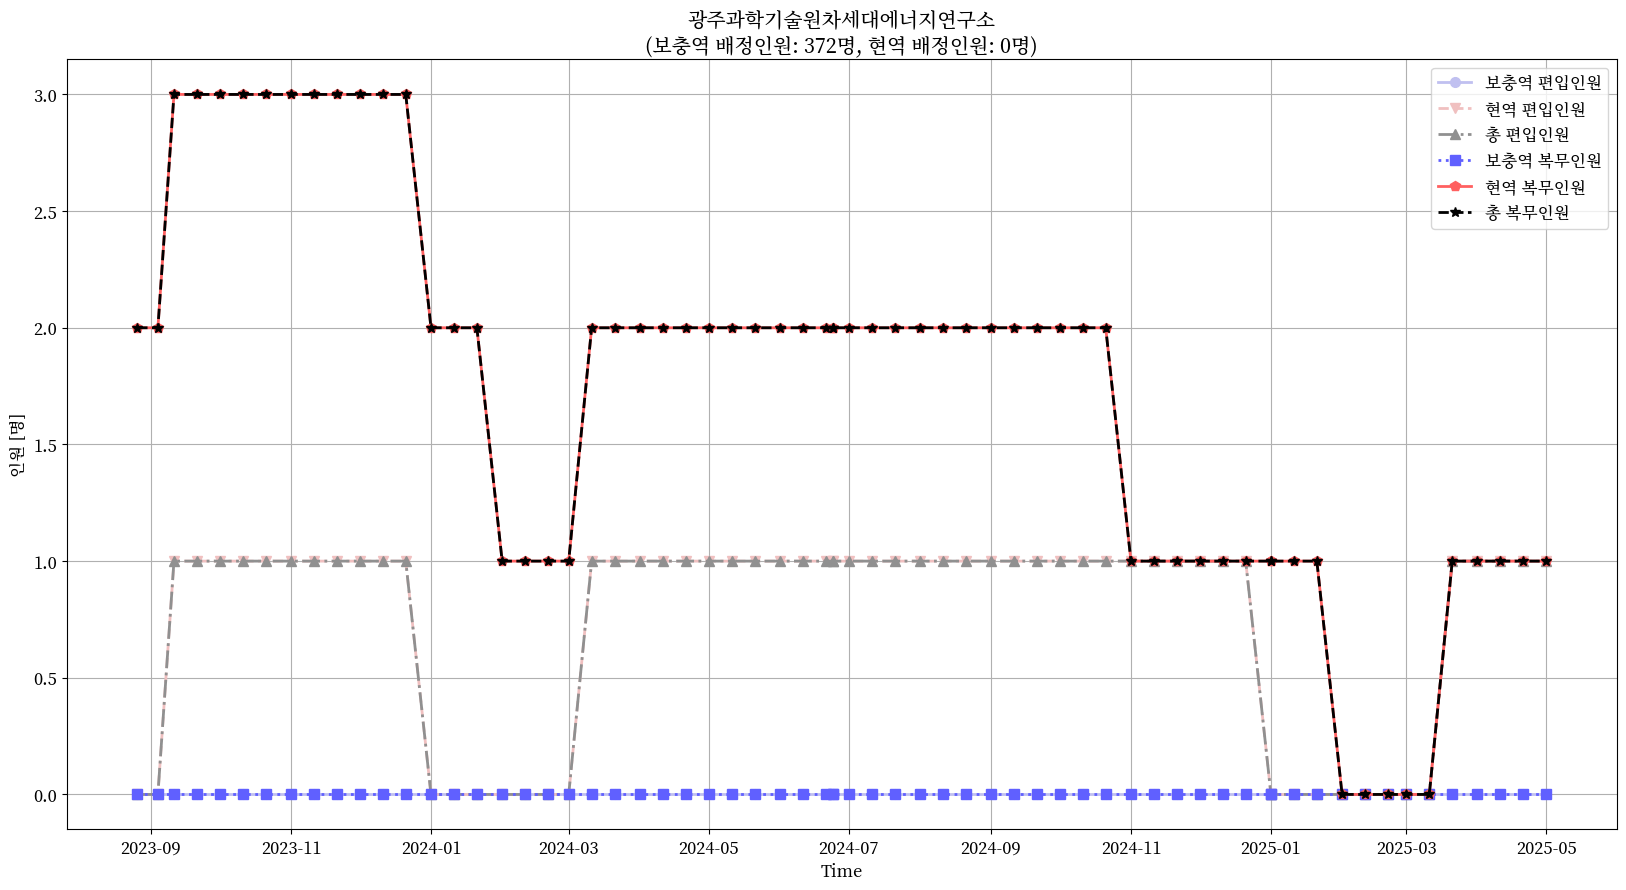 광주과학기술원차세대에너지연구소
(보충역 배정인원: 372명, 현역 배정인원: 0명)
보충역 편입인원
현역 편입인원
총 편입인원
보충역 복무인원
현역 복무인원
총 복무인원
3.0
2.5
2.0
1.5
1.0
0.5
0.0
인원 [명]
2023-09
2023-11
2024-01
2024-03
2024-05
2024-07
2024-09
2024-11
2025-01
2025-03
2025-05
Time